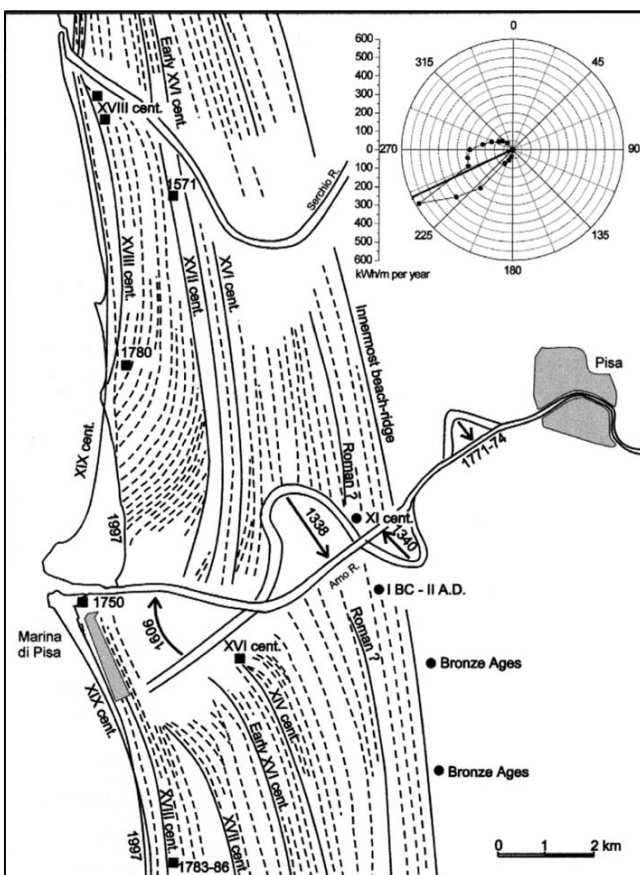 Early XVI cent.
XVIII cent.
1571
Serchio R.
XVIII cent.
XVII cent.
XVI cent.
1780
Innermost beach-ridge
Pisa
XIX cent.
Roman ?
1771-74
1997
1338
XI cent.
1340
Arno R.
1750
I BC - II A.D.
Marina
di Pisa
1606
XVI cent.
Roman ?
Bronze Ages
XIX cent.
XIV cent.
Early XVI cent.
Bronze Ages
XVIII cent.
XVII cent.
1997
1783-86
0 1 2 km
600
500
400
300
200
100
0
100
200
300
400
500
600
kWh/m per year
0
45
90
135
180
225
270
315